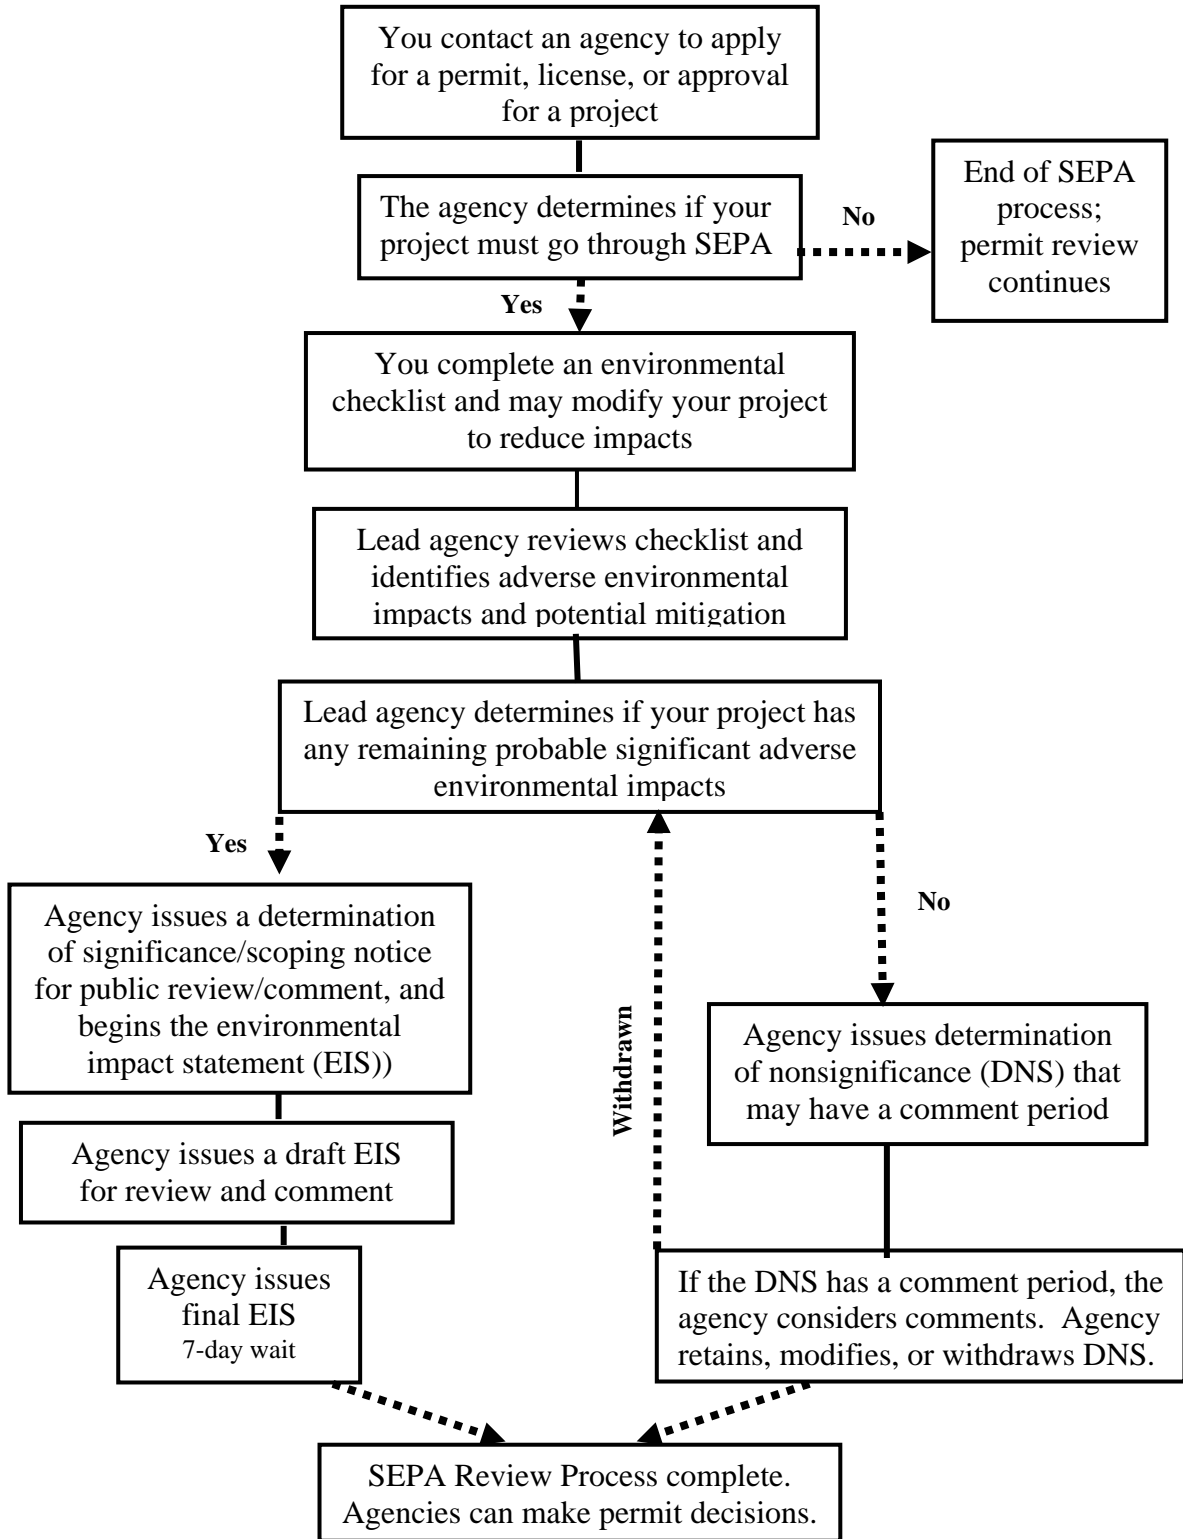 You contact an agency to apply
for a permit, license, or approval
for a project
The agency determines if your
project must go through SEPA
No
End of SEPA
process;
permit review
continues
Yes
You complete an environmental
checklist and may modify your project
to reduce impacts
Lead agency reviews checklist and
identifies adverse environmental
impacts and potential mitigation
Lead agency determines if your project has
any remaining probable significant adverse
environmental impacts
Yes
No
Agency issues a determination
of significance/scoping notice
for public review/comment, and
begins the environmental
impact statement (EIS))
Withdrawn
Agency issues determination
of nonsignificance (DNS) that
may have a comment period
Agency issues a draft EIS
for review and comment
Agency issues
final EIS
7-day wait
If the DNS has a comment period, the
agency considers comments.  Agency
retains, modifies, or withdraws DNS.
SEPA Review Process complete.
Agencies can make permit decisions.